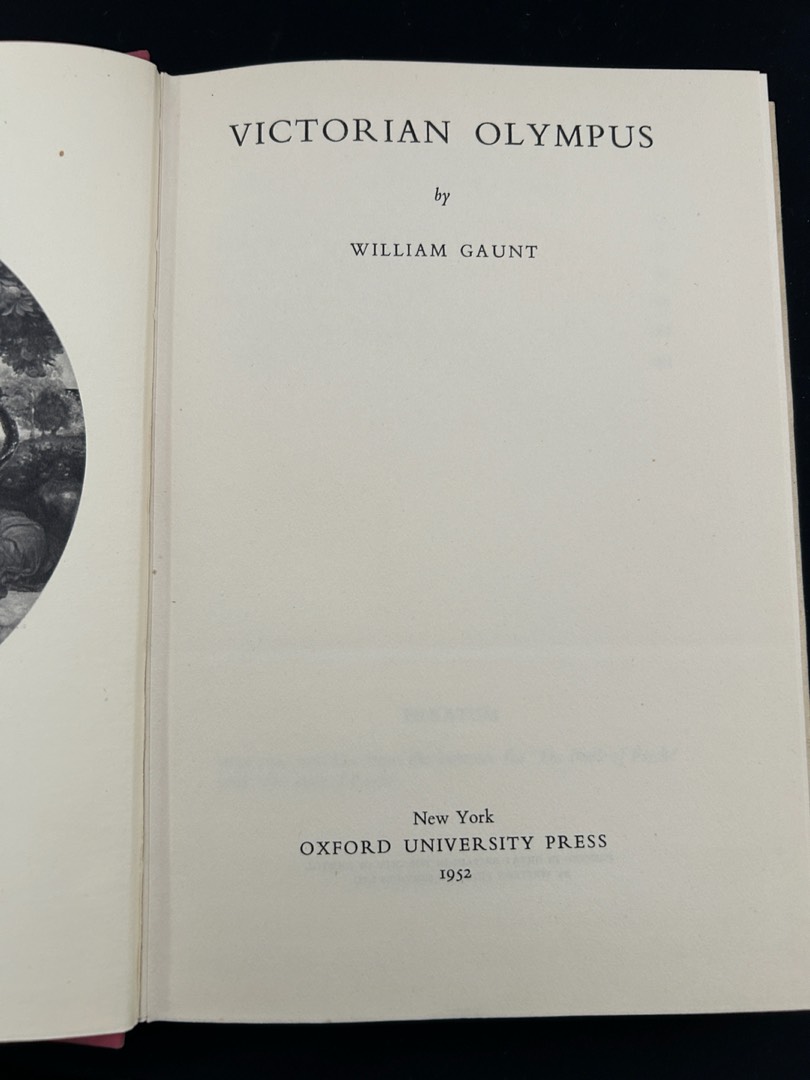 VICTORIAN OLYMPUS
by
WILLIAM GAUNT
New York
OXFORD UNIVERSITY PRESS
1952